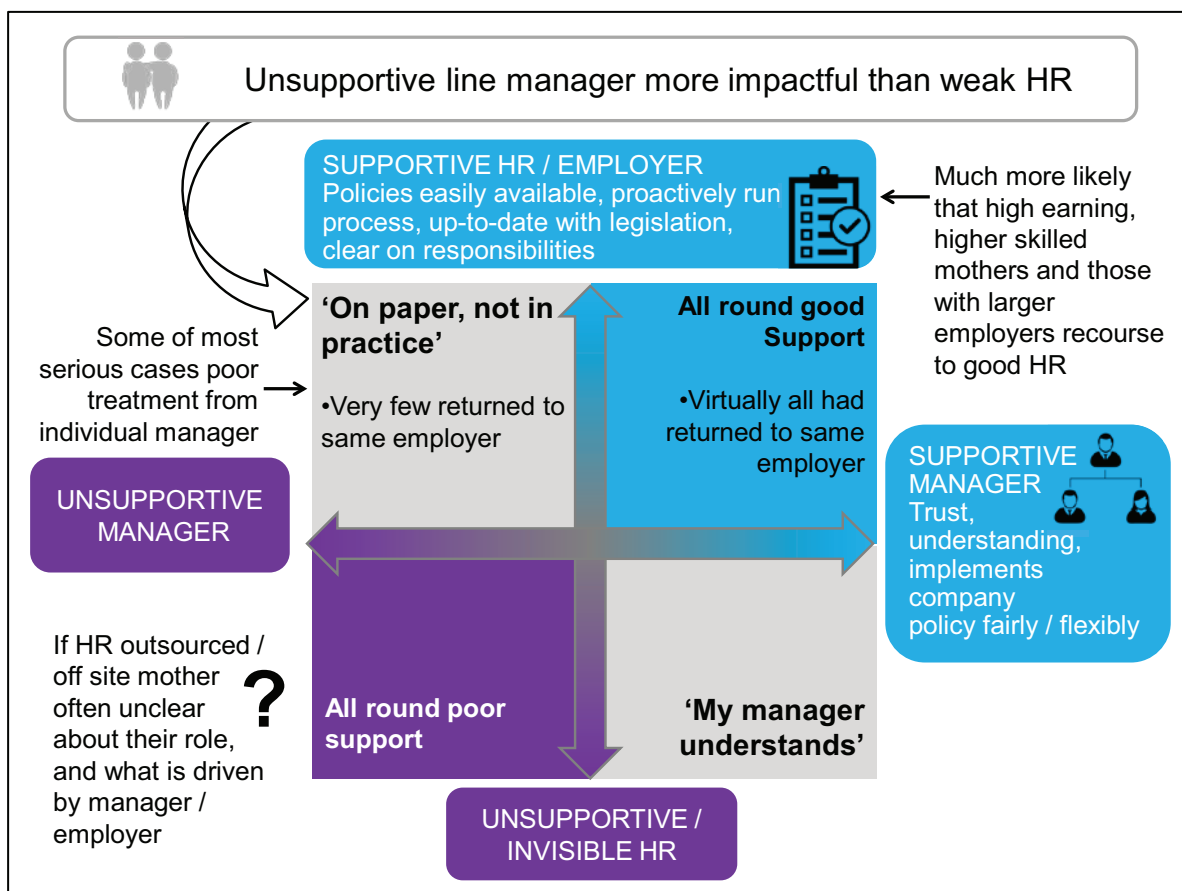 Unsupportive line manager more impactful than weak HR
SUPPORTIVE HR / EMPLOYER
Policies easily available, proactively run
process, up-to-date with legislation,
clear on responsibilities
Much more likely
that high earning,
higher skilled
mothers and those
with larger
employers recourse
to good HR
‘On paper, not in
practice’
•Very few returned to
same employer
All round good
Support
•Virtually all had
returned to same
employer
Some of most
serious cases poor
treatment from
individual manager
UNSUPPORTIVE
MANAGER
SUPPORTIVE
MANAGER
Trust,
understanding,
implements
company
policy fairly / flexibly
If HR outsourced /
off site mother
often unclear
about their role,
and what is driven
by manager /
employer
?
All round poor
support
‘My manager
understands’
UNSUPPORTIVE /
INVISIBLE HR